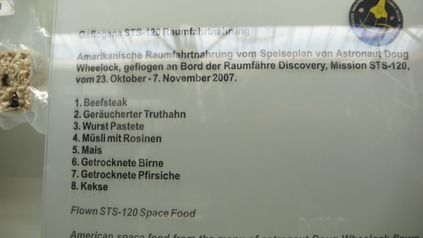 Geflogene STS-120 Raumfahrtnahrung
Amerikanische Raumfahrtnahrung vom Speiseplan von Astronaut Doug
Wheelock, geflogen an Bord der Raumfähre Discovery, Mission STS-120,
vom 23. Oktober - 7. November 2007.
1. Beefsteak
2. Geräucherter Truthahn
3. Wurst Pastete
4. Müsli mit Rosinen
5. Mais
6. Getrocknete Birne
7. Getrocknete Pfirsiche
8. Kekse
Flown STS-120 Space Food
American space food from the menu of astronaut Doug Wheelock flown